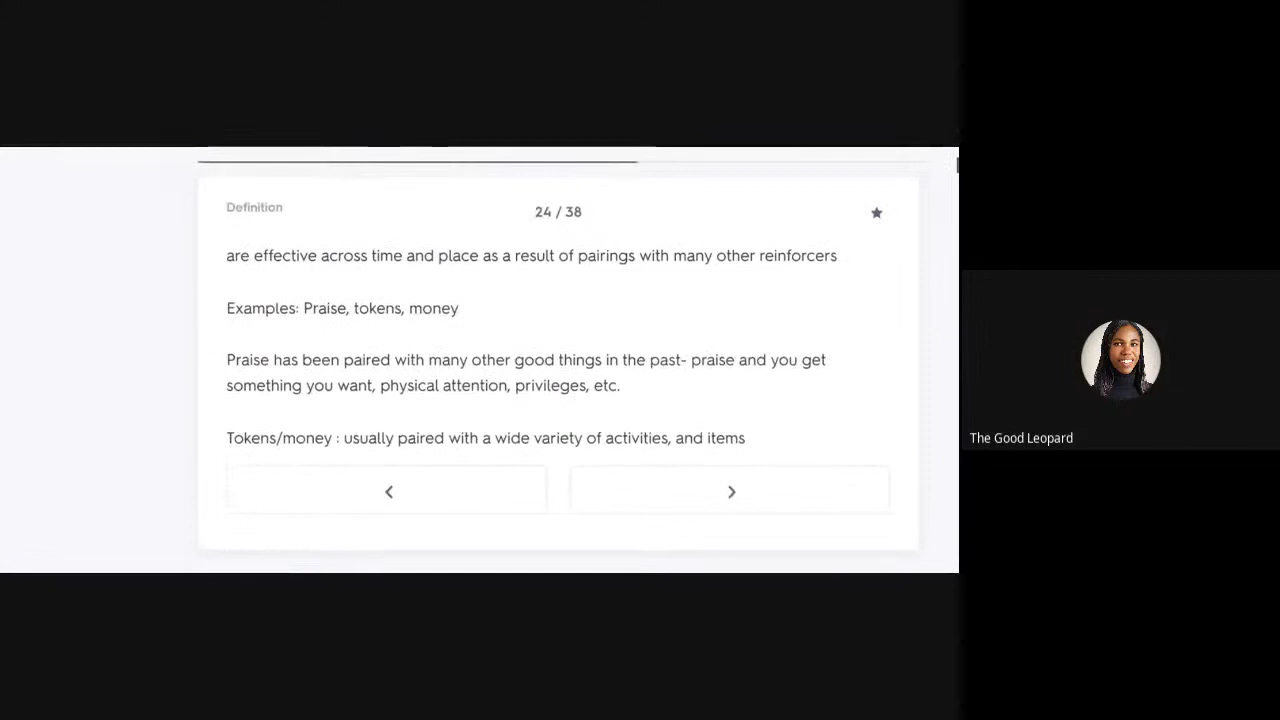 Definition
24 / 38
are effective across time and place as a result of pairings with many other reinforcers
Examples: Praise, tokens, money
Praise has been paired with many other good things in the past- praise and you get
something you want, physical attention, privileges, etc.
Tokens/money : usually paired with a wide variety of activities, and items
The Good Leopard